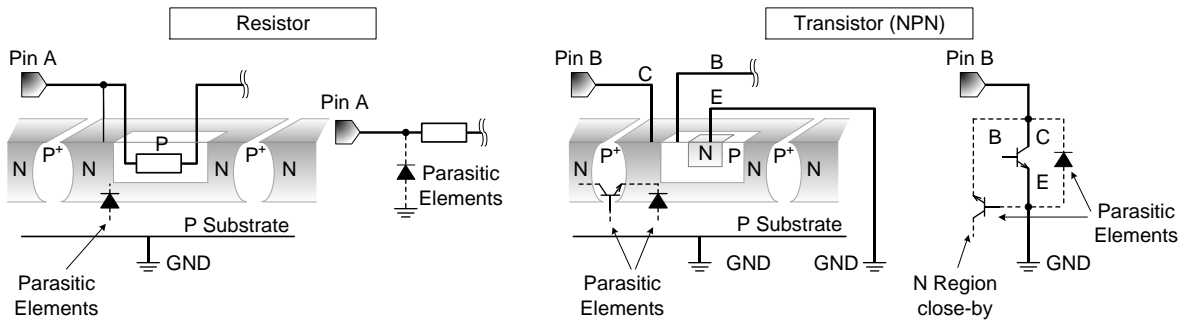 Resistor
Pin A
N
P+
N
P
N
P+
N
Parasitic
Elements
P Substrate
GND
Pin A
Parasitic
Elements
Transistor (NPN)
Pin B
C
B
E
N
P+
N
N
P
N
P+
N
P Substrate
Parasitic
Elements
GND
GND
Pin B
B
C
E
Parasitic
Elements
N Region
close-by